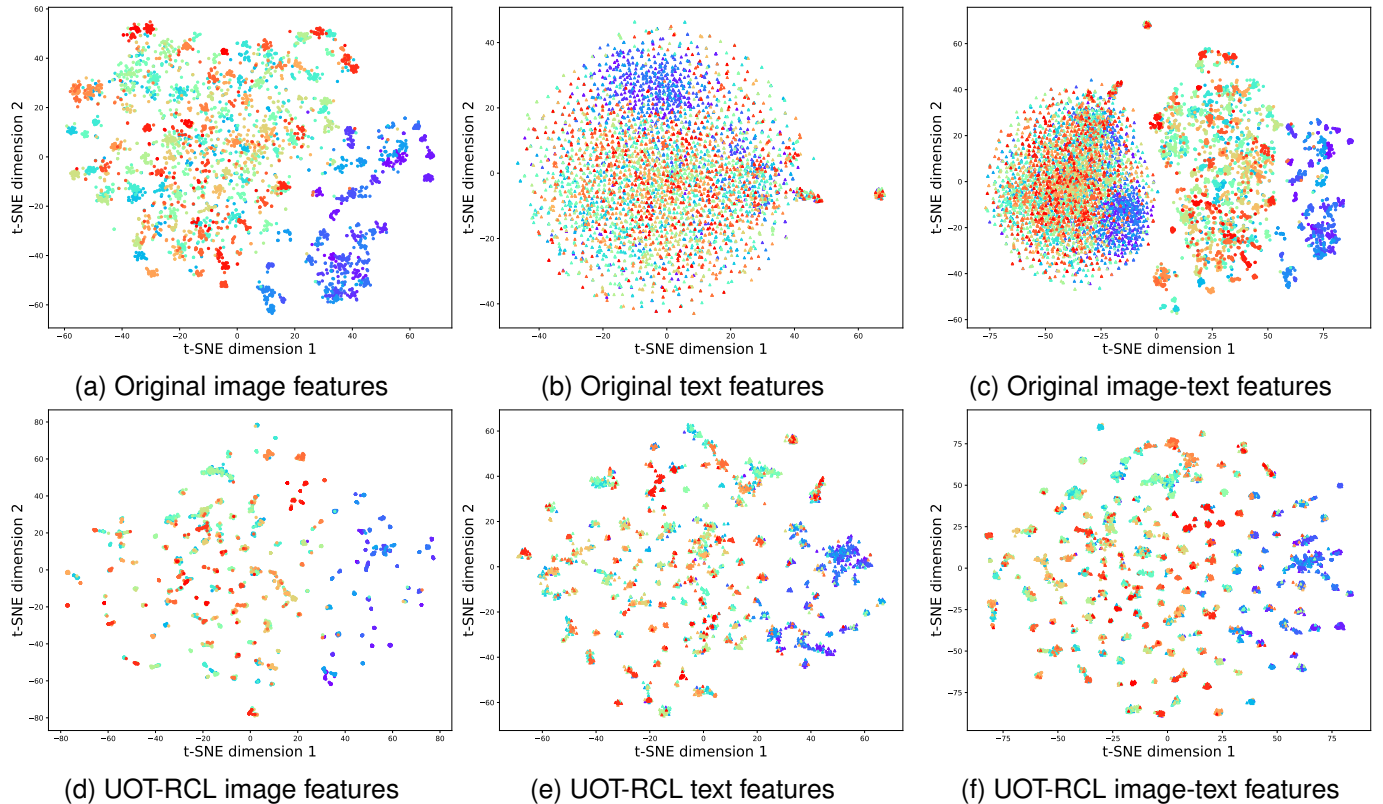 60
40
20
0
−20
−40
−60
t-SNE dimension 2
−60 −40 −20 0 20 40 60
t-SNE dimension 1
(a) Original image features
40
20
0
−20
−40
t-SNE dimension 2
−40 −20 0 20 40 60 80
t-SNE dimension 1
(b) Original text features
60
40
20
0
−20
−40
−60
t-SNE dimension 2
−75 −50 −25 0 25 50 75
t-SNE dimension 1
(c) Original image-text features
80
60
40
20
0
−20
−40
−60
−80
t-SNE dimension 2
−80 −60 −40 −20 0 20 40 60 80
t-SNE dimension 1
(d) UOT-RCL image features
60
40
20
0
−20
−40
−60
t-SNE dimension 2
−60 −40 −20 0 20 40 60
t-SNE dimension 1
(e) UOT-RCL text features
75
50
25
0
−25
−50
−75
t-SNE dimension 2
−75 −50 −25 0 25 50 75
t-SNE dimension 1
(f) UOT-RCL image-text features